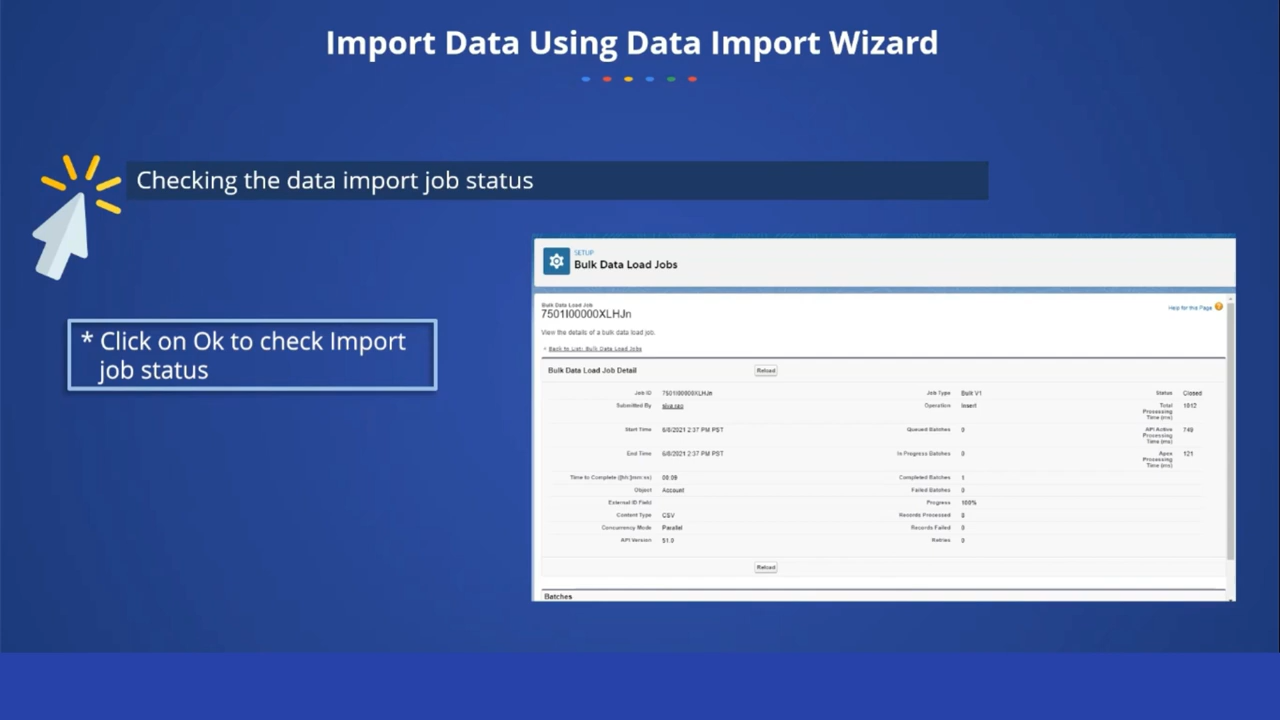 Import Data Using Data Import Wizard
Checking the data import job status
* Click on Ok to check Import
job status
SETUP
Bulk Data Load Jobs
Bulk Data Load Job
7501I00000XLHJn
Help for this Page
View the details of a bulk data load job.
Back to List: Bulk Data Load Jobs
Bulk Data Load Job Detail
Reload
Job ID 7501I00000XLHJn Job Type Bulk V1 Status Closed
Submitted By Operation Insert Total Processing Time (ms) 1812
Start Time 6/8/2021 2:37 PM PST Queued Batches 0 API Active Processing Time (ms) 749
End Time 6/8/2021 2:37 PM PST In Progress Batches 0 Apex Processing Time (ms) 121
Time to Complete ([hh:]mm:ss) 00:09 Completed Batches 1
Object Account Failed Batches 0
External ID Field Progress 100%
Content Type CSV Records Processed 8
Concurrency Mode Parallel Records Failed 0
API Version 51.0 Retries 0
Reload
Batches